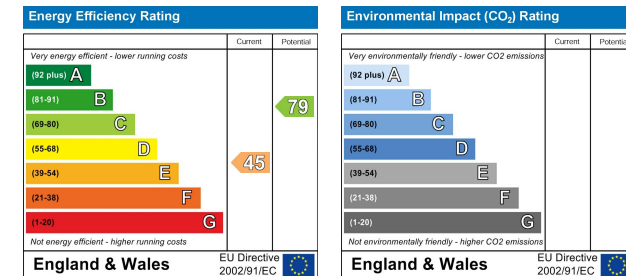 Energy Efficiency Rating
Current Potential
Very energy efficient - lower running costs
(92 plus) A
(81-91) B
79
(69-80) C
(55-68) D
45
(39-54) E
(21-38) F
(1-20) G
Not energy efficient - higher running costs
England & Wales
EU Directive
2002/91/EC
Environmental Impact (CO₂) Rating
Current Potential
Very environmentally friendly - lower CO2 emissions
(92 plus) A
(81-91) B
(69-80) C
(55-68) D
(39-54) E
(21-38) F
(1-20) G
Not environmentally friendly - higher CO2 emissions
England & Wales
EU Directive
2002/91/EC